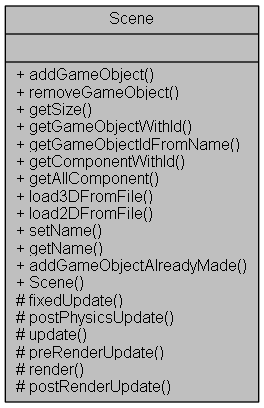 Scene
+ addGameObject()
+ removeGameObject()
+ getSize()
+ getGameObjectWithId()
+ getGameObjectIdFromName()
+ getComponentWithId()
+ getAllComponent()
+ load3DFromFile()
+ load2DFromFile()
+ setName()
+ getName()
+ addGameObjectAlreadyMade()
+ Scene()
# fixedUpdate()
# postPhysicsUpdate()
# update()
# preRenderUpdate()
# render()
# postRenderUpdate()